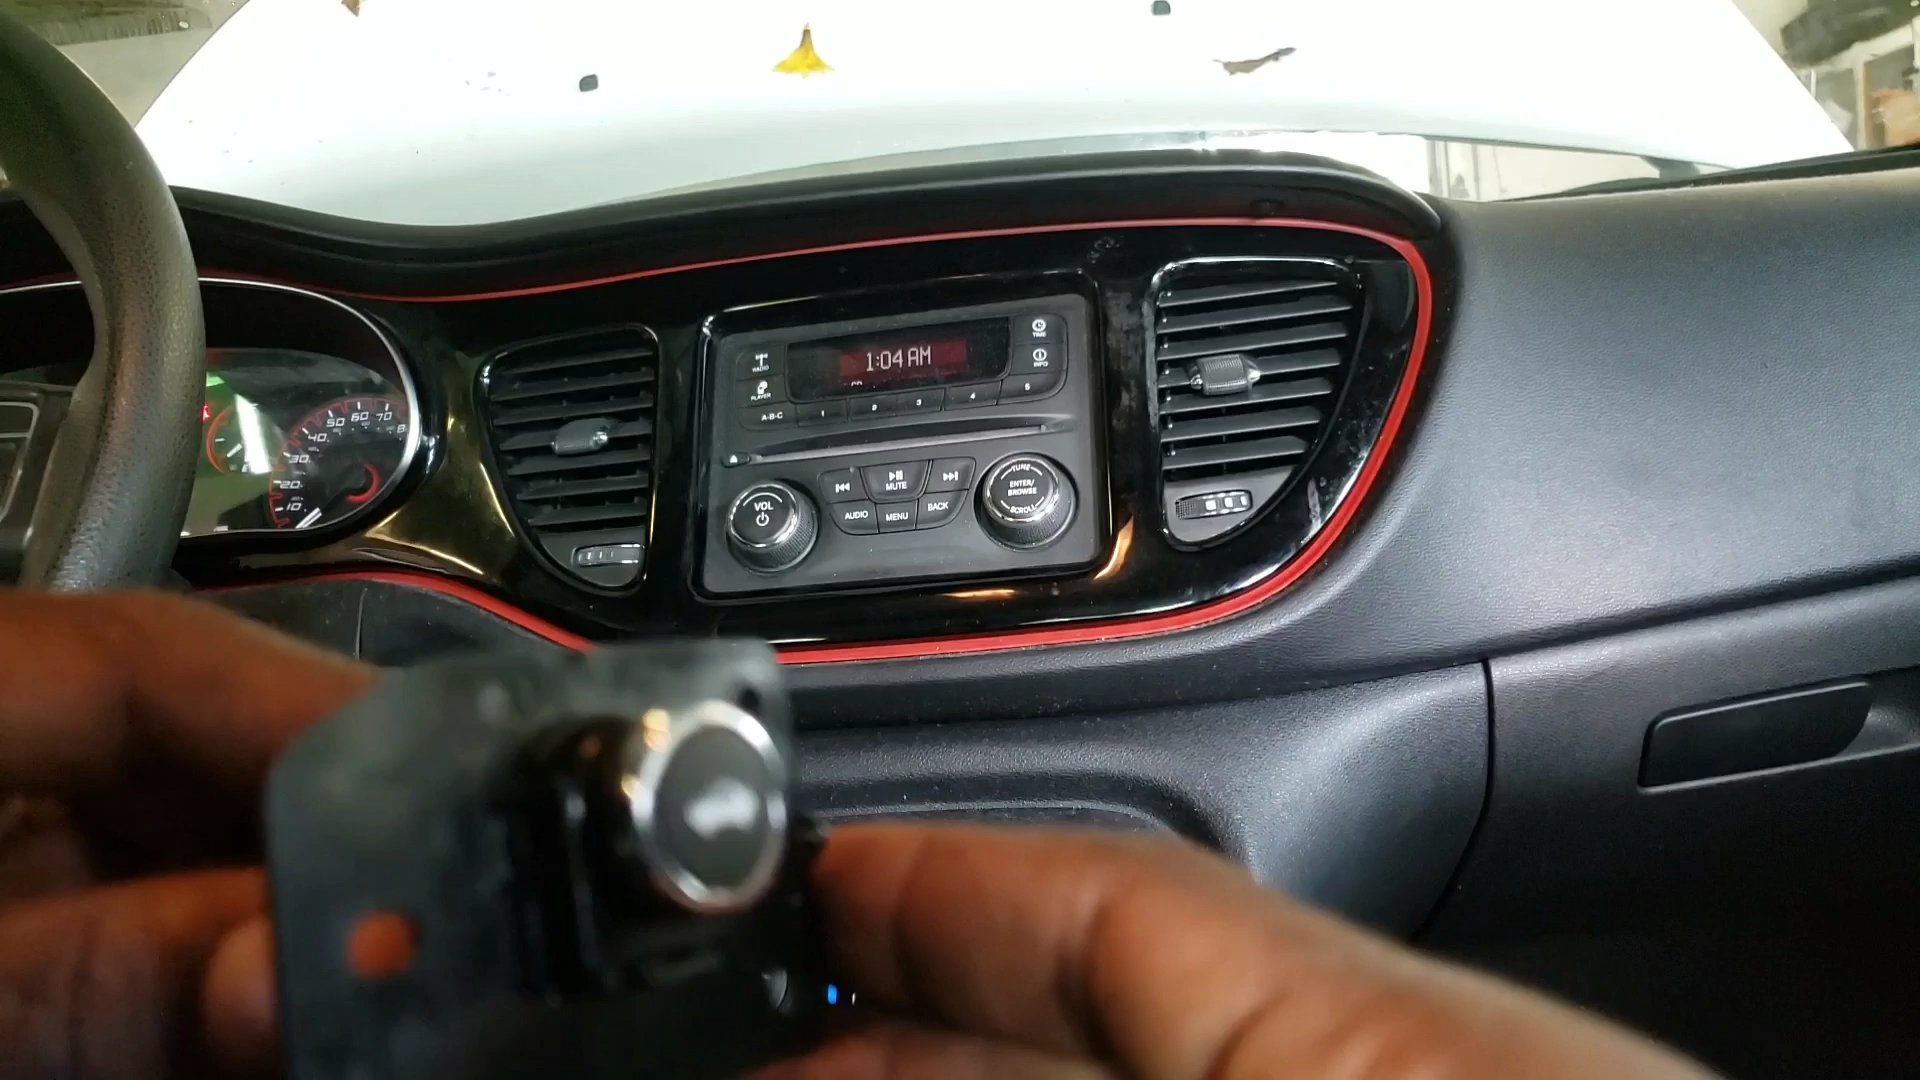 1:04 AM
RADIO
TIME
PLAYER
INFO
A-B-C
1
2
3
4
5
MUTE
VOL
AUDIO
MENU
BACK
TUNE
ENTER/
BROWSE
SCROLL
10
20
30
40
50
60
70